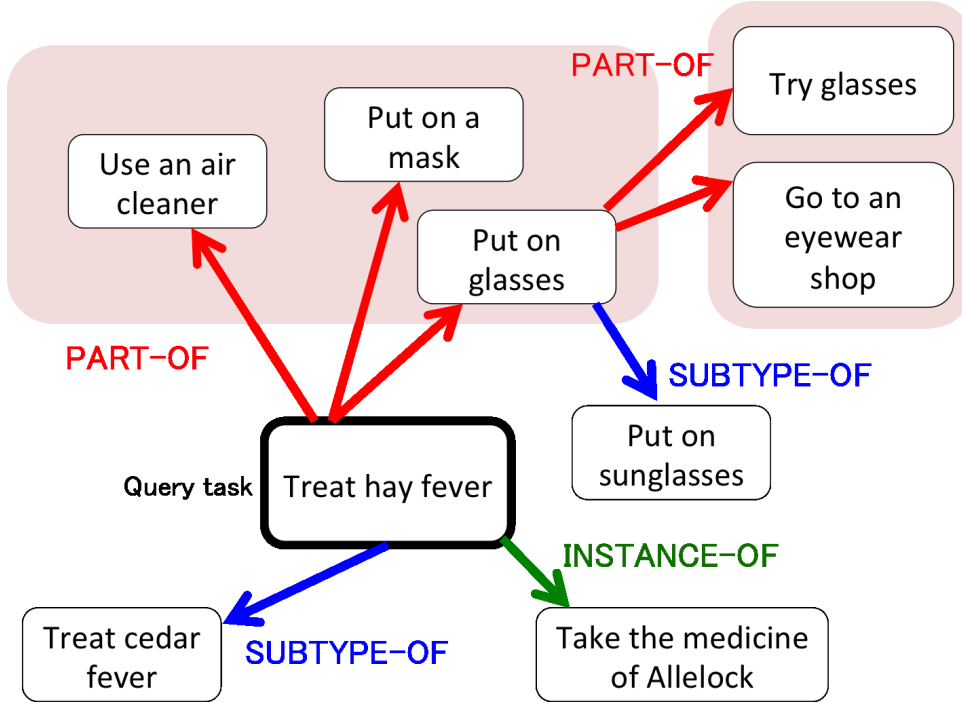 PART-OF
Try glasses
Put on a
mask
Use an air
cleaner
Go to an
eyewear
shop
Put on
glasses
PART-OF
SUBTYPE-OF
Put on
sunglasses
Query task
Treat hay fever
INSTANCE-OF
Treat cedar
fever
SUBTYPE-OF
Take the medicine
of Allelock